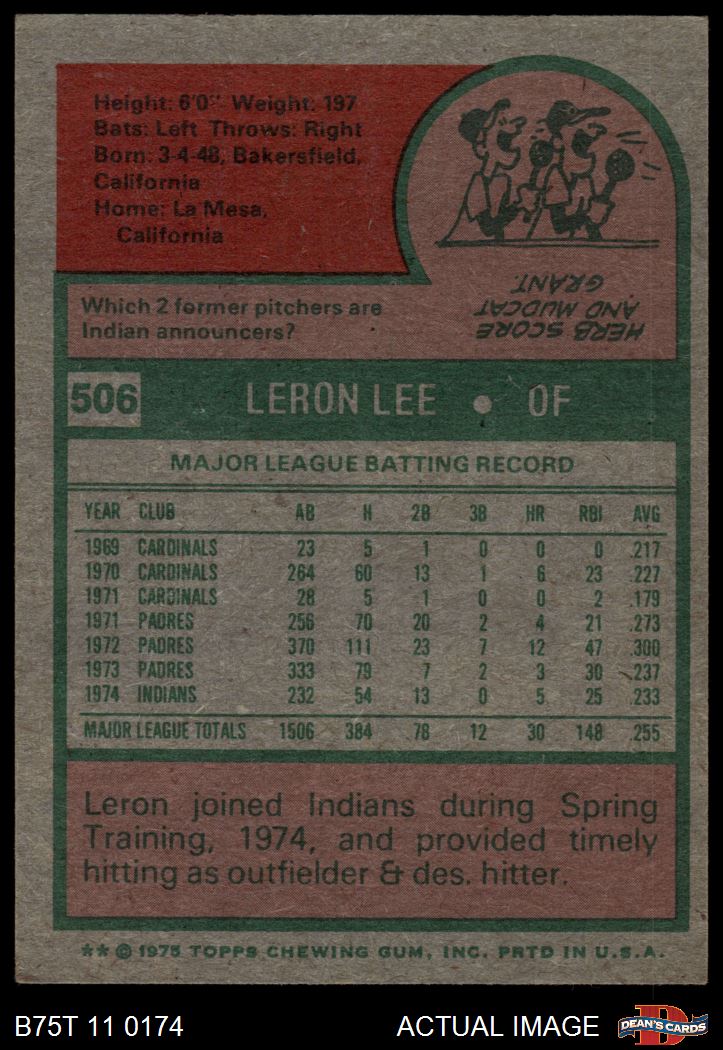 Height: 6'0" Weight: 197
Bats: Left Throws: Right
Born: 3-4-48, Bakersfield,
California
Home: La Mesa,
California
Which 2 former pitchers are
Indian announcers?
HERB SCORE
AND MUDCAT
GRANT.
506 LERON LEE • OF
MAJOR LEAGUE BATTING RECORD
YEAR CLUB AB H 2B 3B HR RBI AVG
1969 CARDINALS 23 5 1 0 0 0 .217
1970 CARDINALS 264 60 13 1 6 23 .227
1971 CARDINALS 28 5 1 0 0 2 .179
1971 PADRES 256 70 20 2 4 21 .273
1972 PADRES 370 111 23 7 12 47 .300
1973 PADRES 333 79 7 2 3 30 .237
1974 INDIANS 232 54 13 0 5 25 .233
MAJOR LEAGUE TOTALS 1506 384 78 12 30 148 .255
Leron joined Indians during Spring
Training, 1974, and provided timely
hitting as outfielder & des. hitter.
** © 1975 TOPPS CHEWING GUM, INC. PRTD IN U.S.A.
B75T 11 0174 ACTUAL IMAGE D DEAN'S CARDS